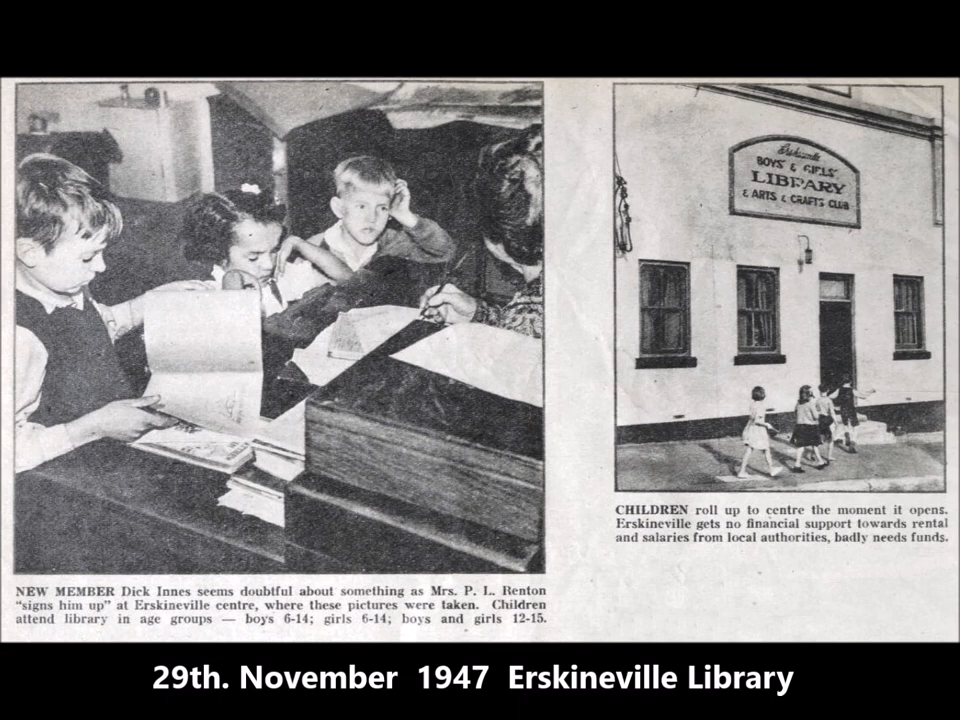 Erskineville
BOYS' & GIRLS'
LIBRARY
& ARTS & CRAFTS CLUB
CHILDREN roll up to centre the moment it opens.
Erskineville gets no financial support towards rental
and salaries from local authorities, badly needs funds.
NEW MEMBER Dick Innes seems doubtful about something as Mrs. P. L. Renton
"signs him up" at Erskineville centre, where these pictures were taken. Children
attend library in age groups — boys 6-14; girls 6-14; boys and girls 12-15.
29th. November 1947 Erskineville Library